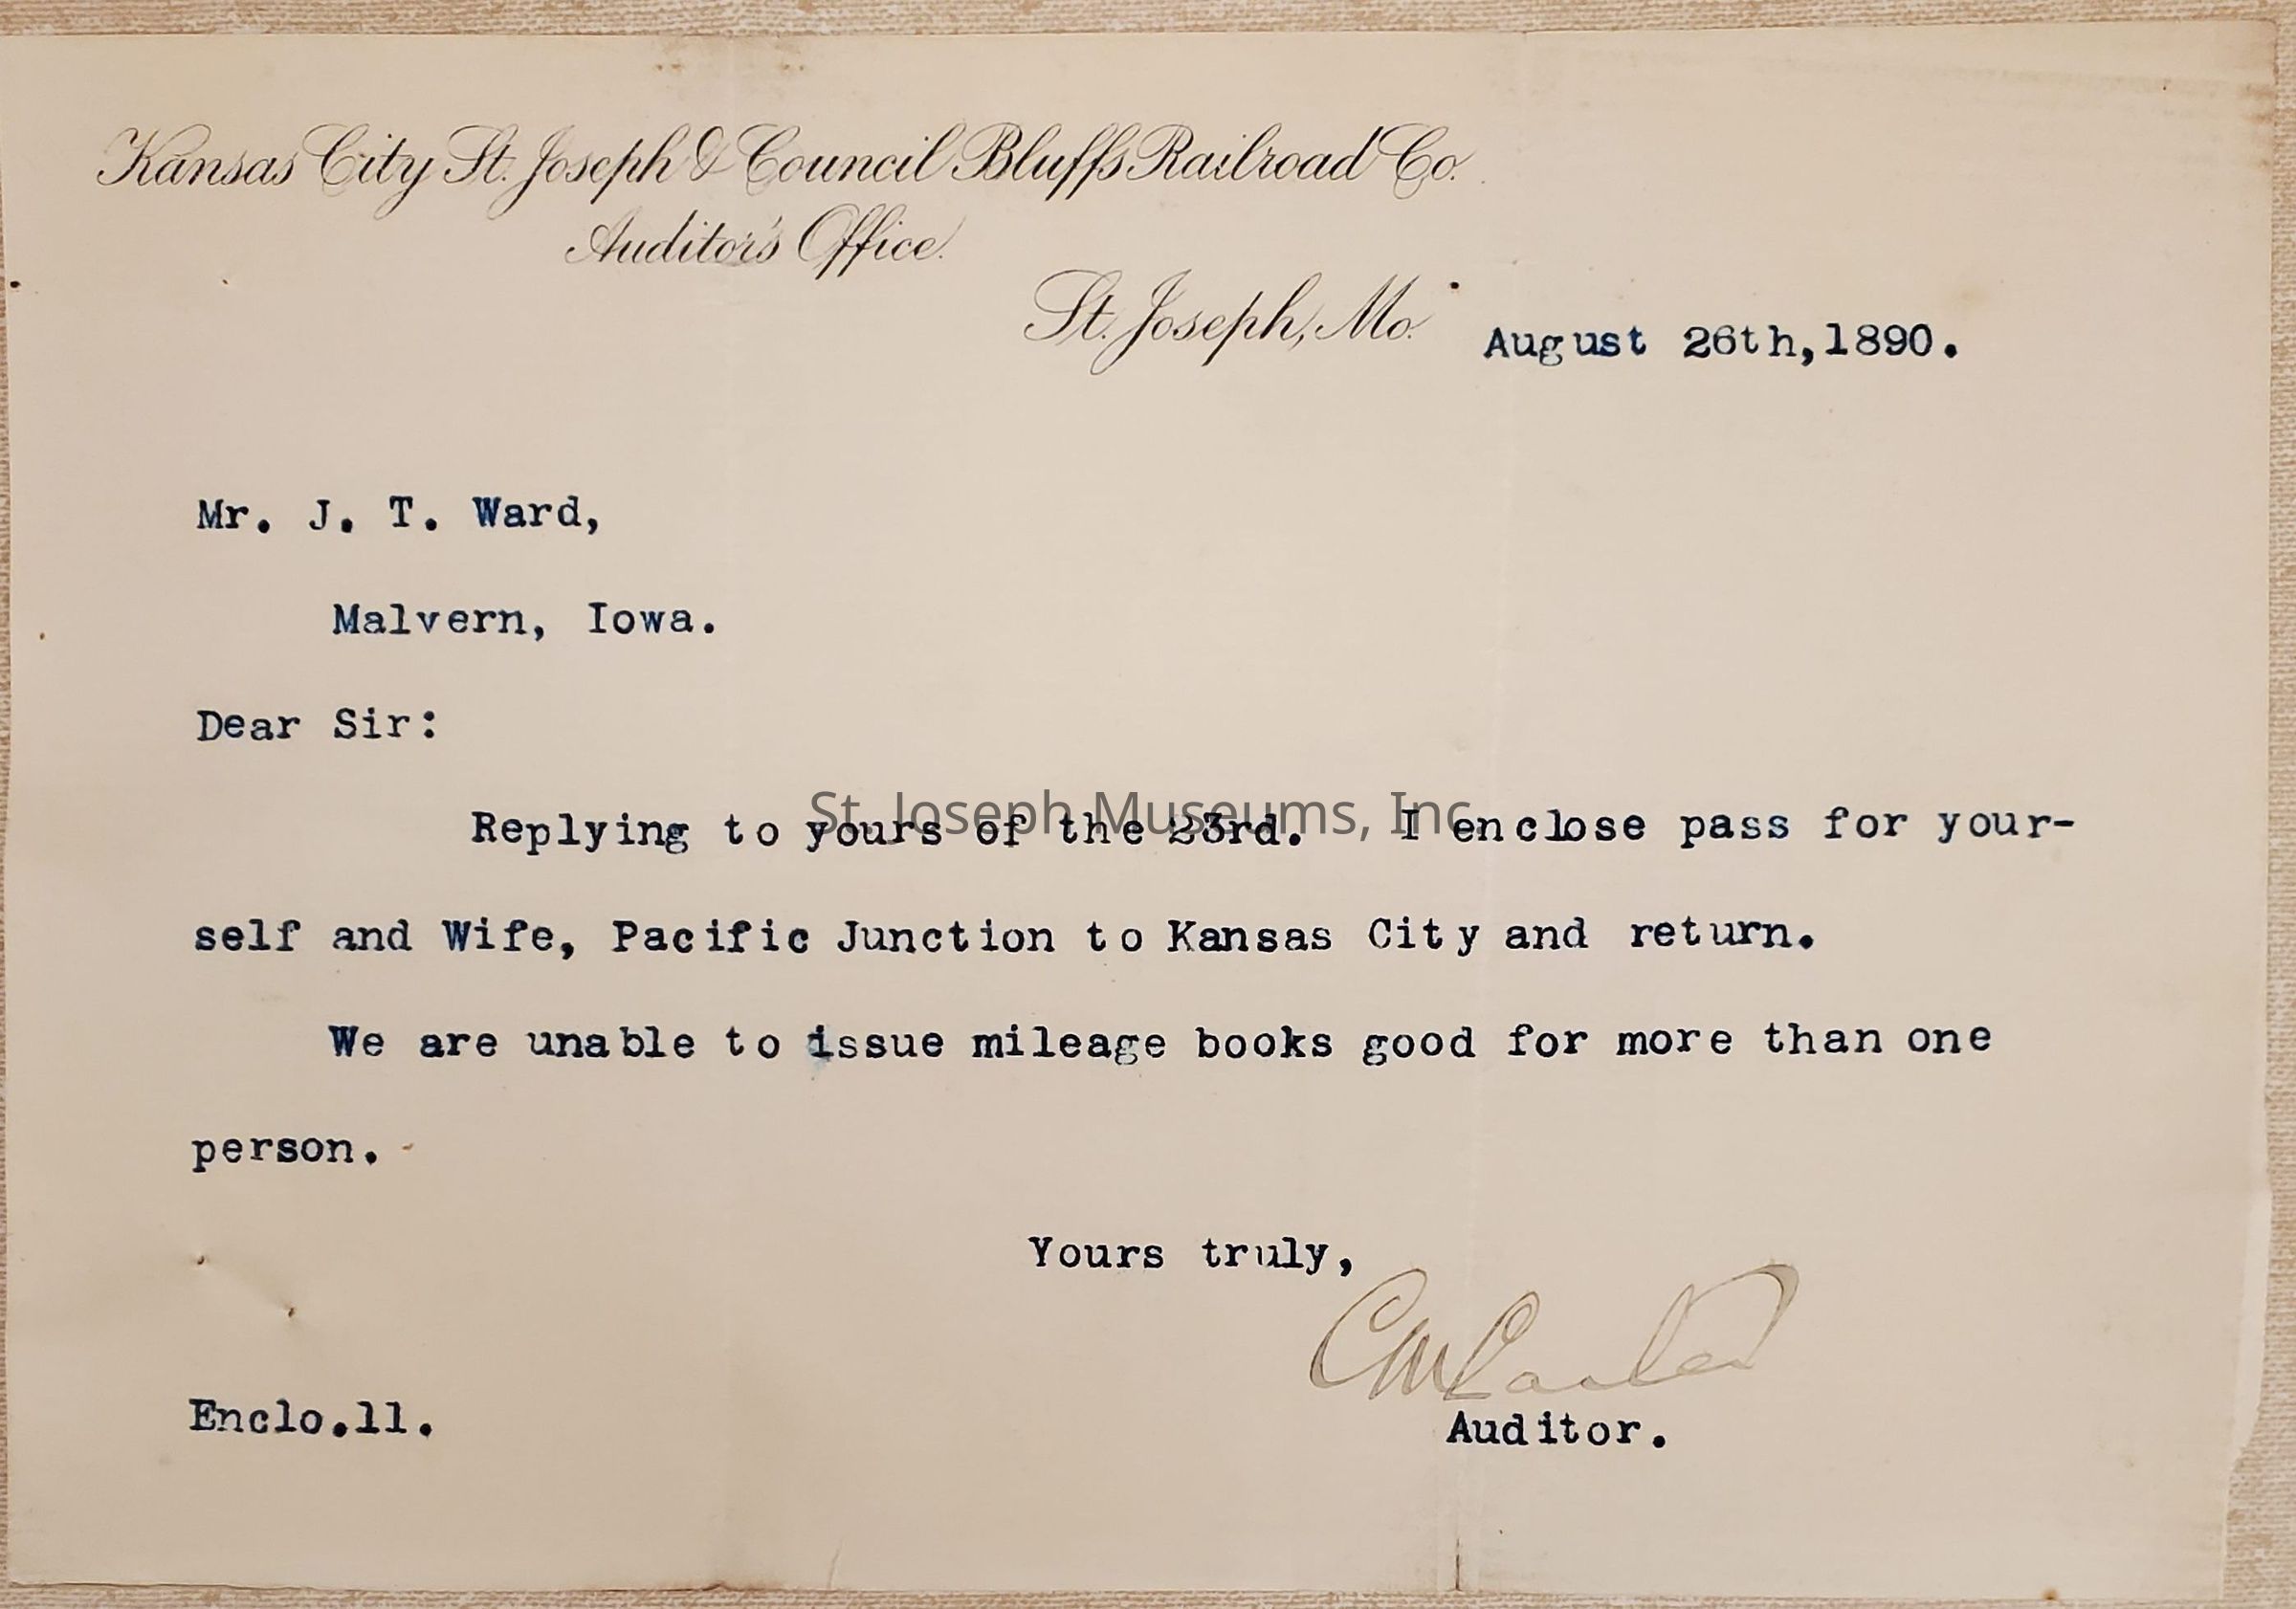 Kansas City St. Joseph & Council Bluffs Railroad Co.
Auditor's Office.
St. Joseph, Mo. August 26th,1890.
Mr. J. T. Ward,
Malvern, Iowa.
Dear Sir:
Replying to yours of the 23rd. I enclose pass for your-
St. Joseph Museums, Inc.
self and Wife, Pacific Junction to Kansas City and return.
We are unable to issue mileage books good for more than one
person.
Yours truly,
Enclo.11.
Auditor.